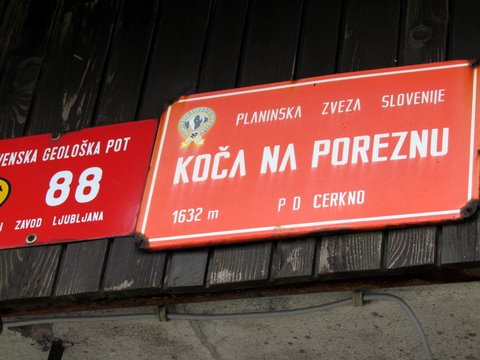 VENSKA GEOLOŠKA POT
88
I ZAVOD LJUBLJANA
PLANINSKA ZVEZA SLOVENIJE
KOČA NA POREZNU
1632 m P D CERKNO